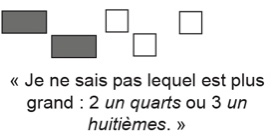 « Je ne sais pas lequel est plus
grand : 2 un quarts ou 3 un
huitièmes. »